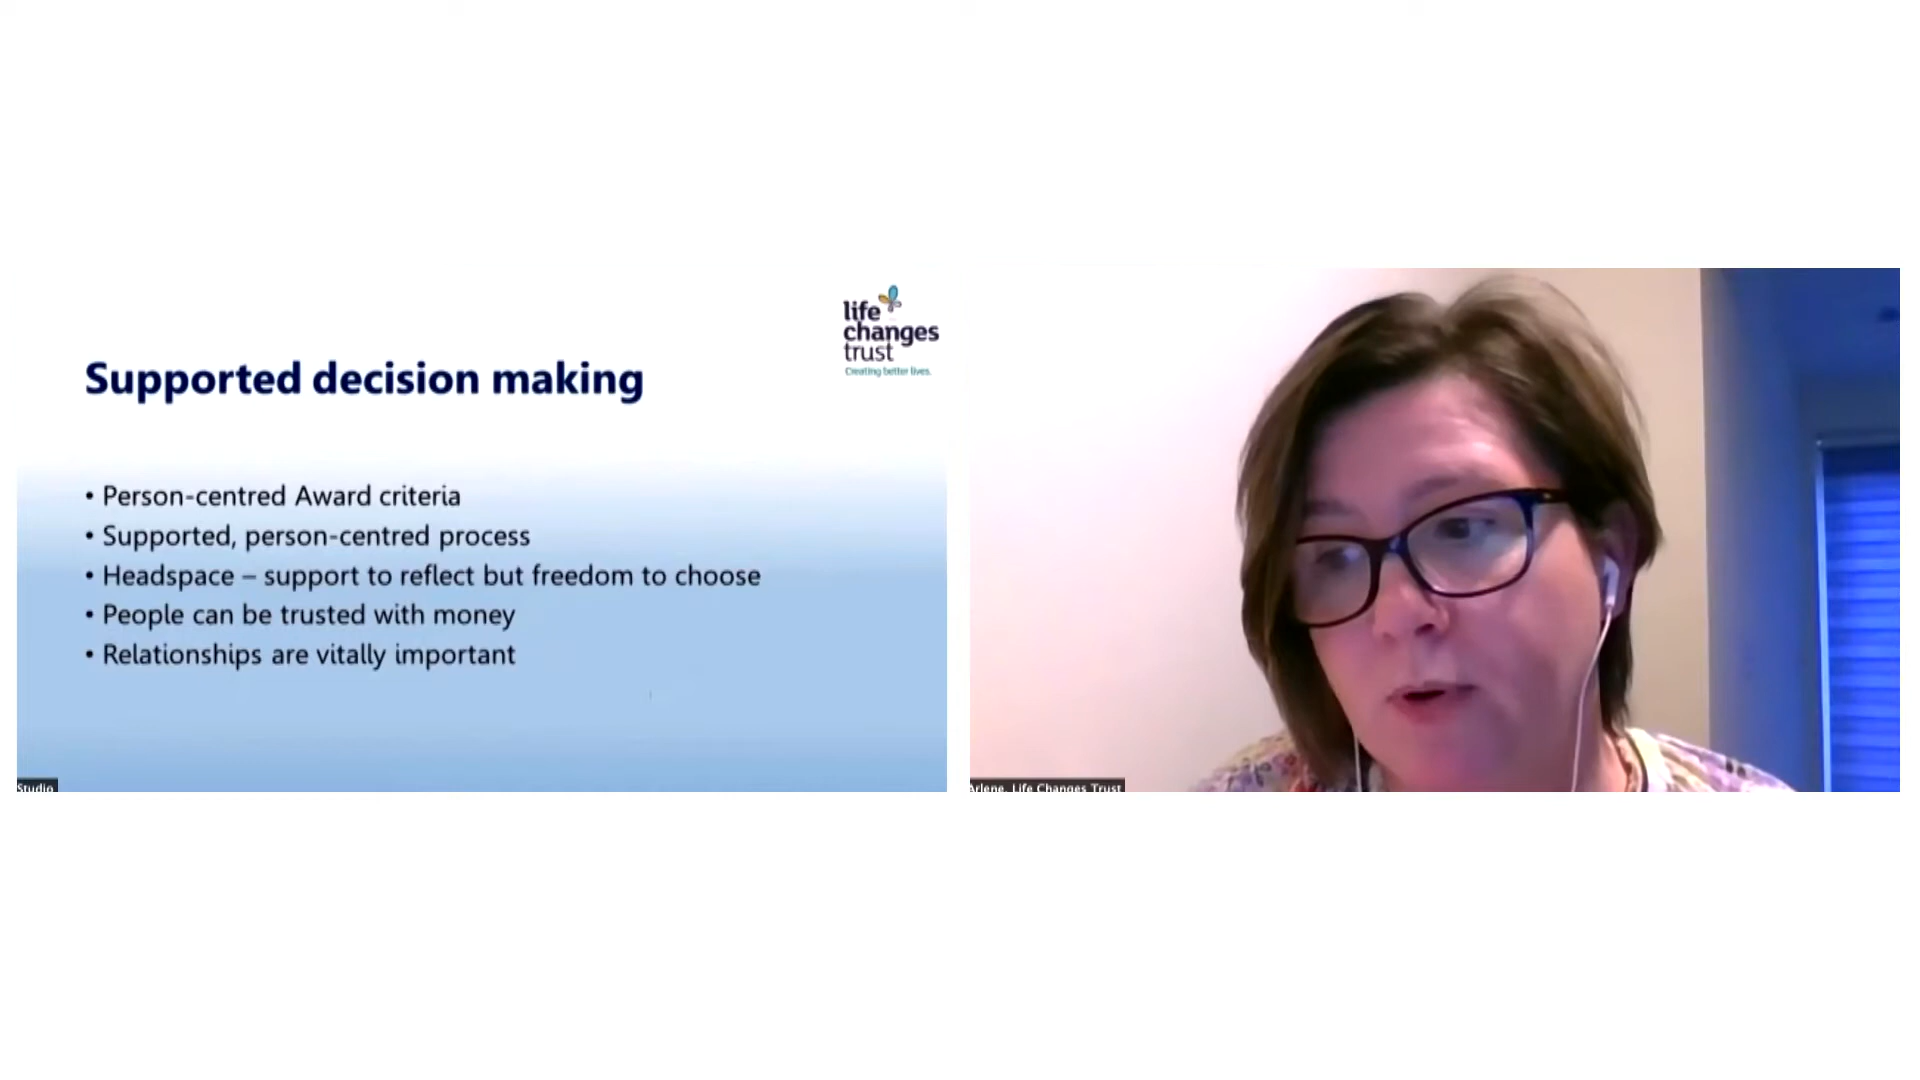 life
changes
trust
Creating better lives.
Supported decision making
• Person-centred Award criteria
• Supported, person-centred process
• Headspace – support to reflect but freedom to choose
• People can be trusted with money
• Relationships are vitally important
Studio
Arlene, Life Changes Trust